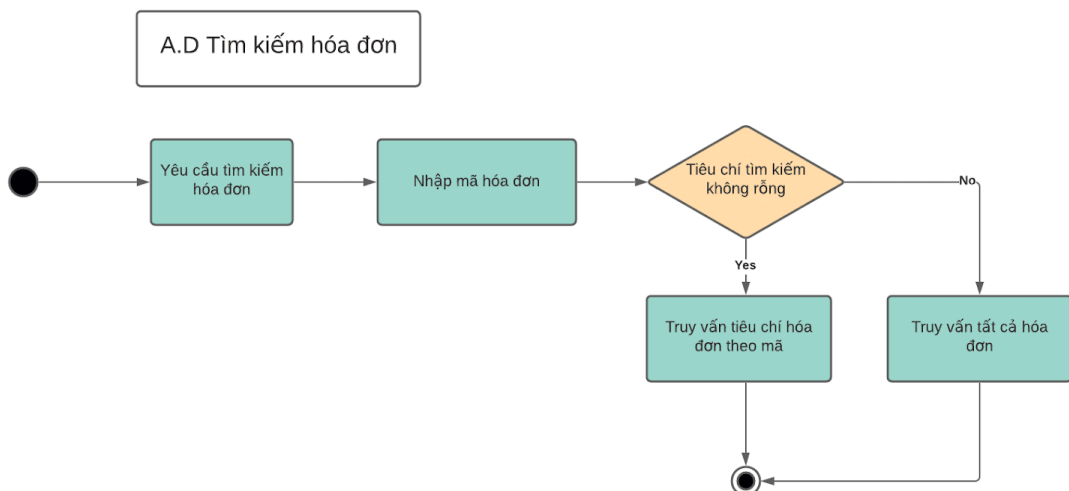 A.D Tìm kiếm hóa đơn
Yêu cầu tìm kiếm
hóa đơn
Nhập mã hóa đơn
Tiêu chí tìm kiếm
không rỗng
No
Yes
Truy vấn tiêu chí hóa
đơn theo mã
Truy vấn tất cả hóa
đơn